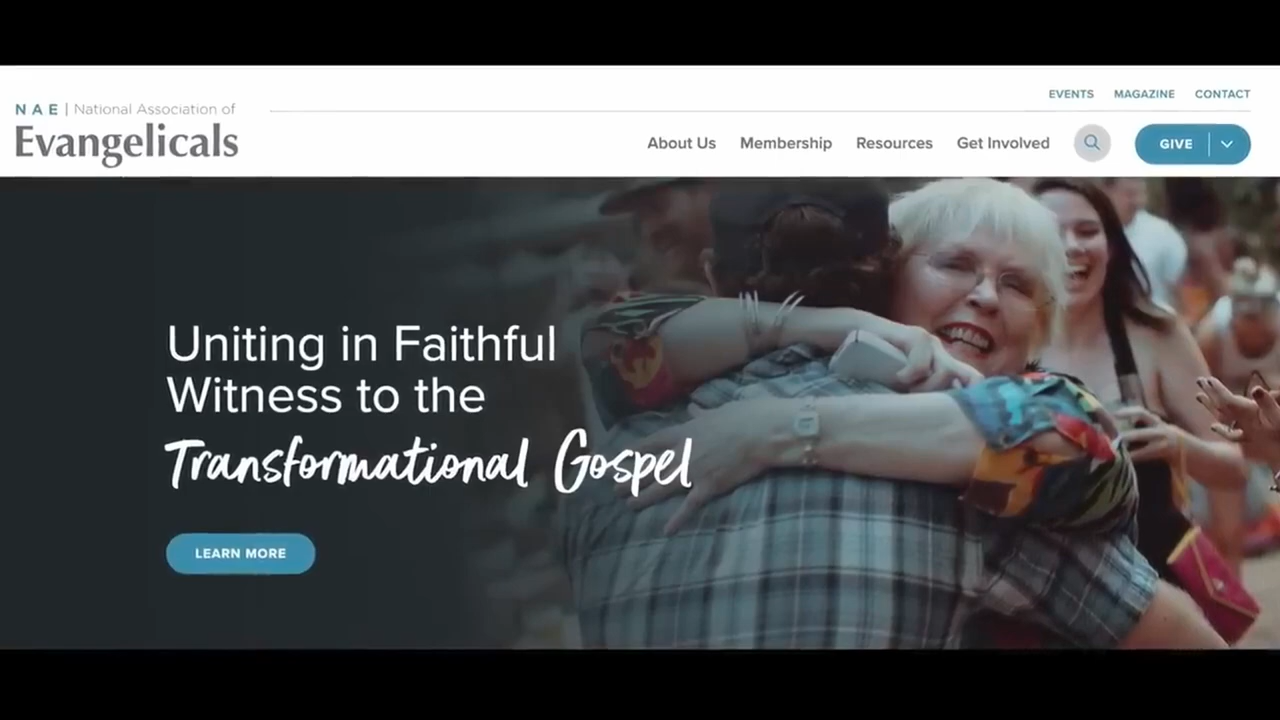 EVENTS MAGAZINE CONTACT
NAE | National Association of
Evangelicals
About Us Membership Resources Get Involved GIVE
Uniting in Faithful
Witness to the
Transformational Gospel
LEARN MORE